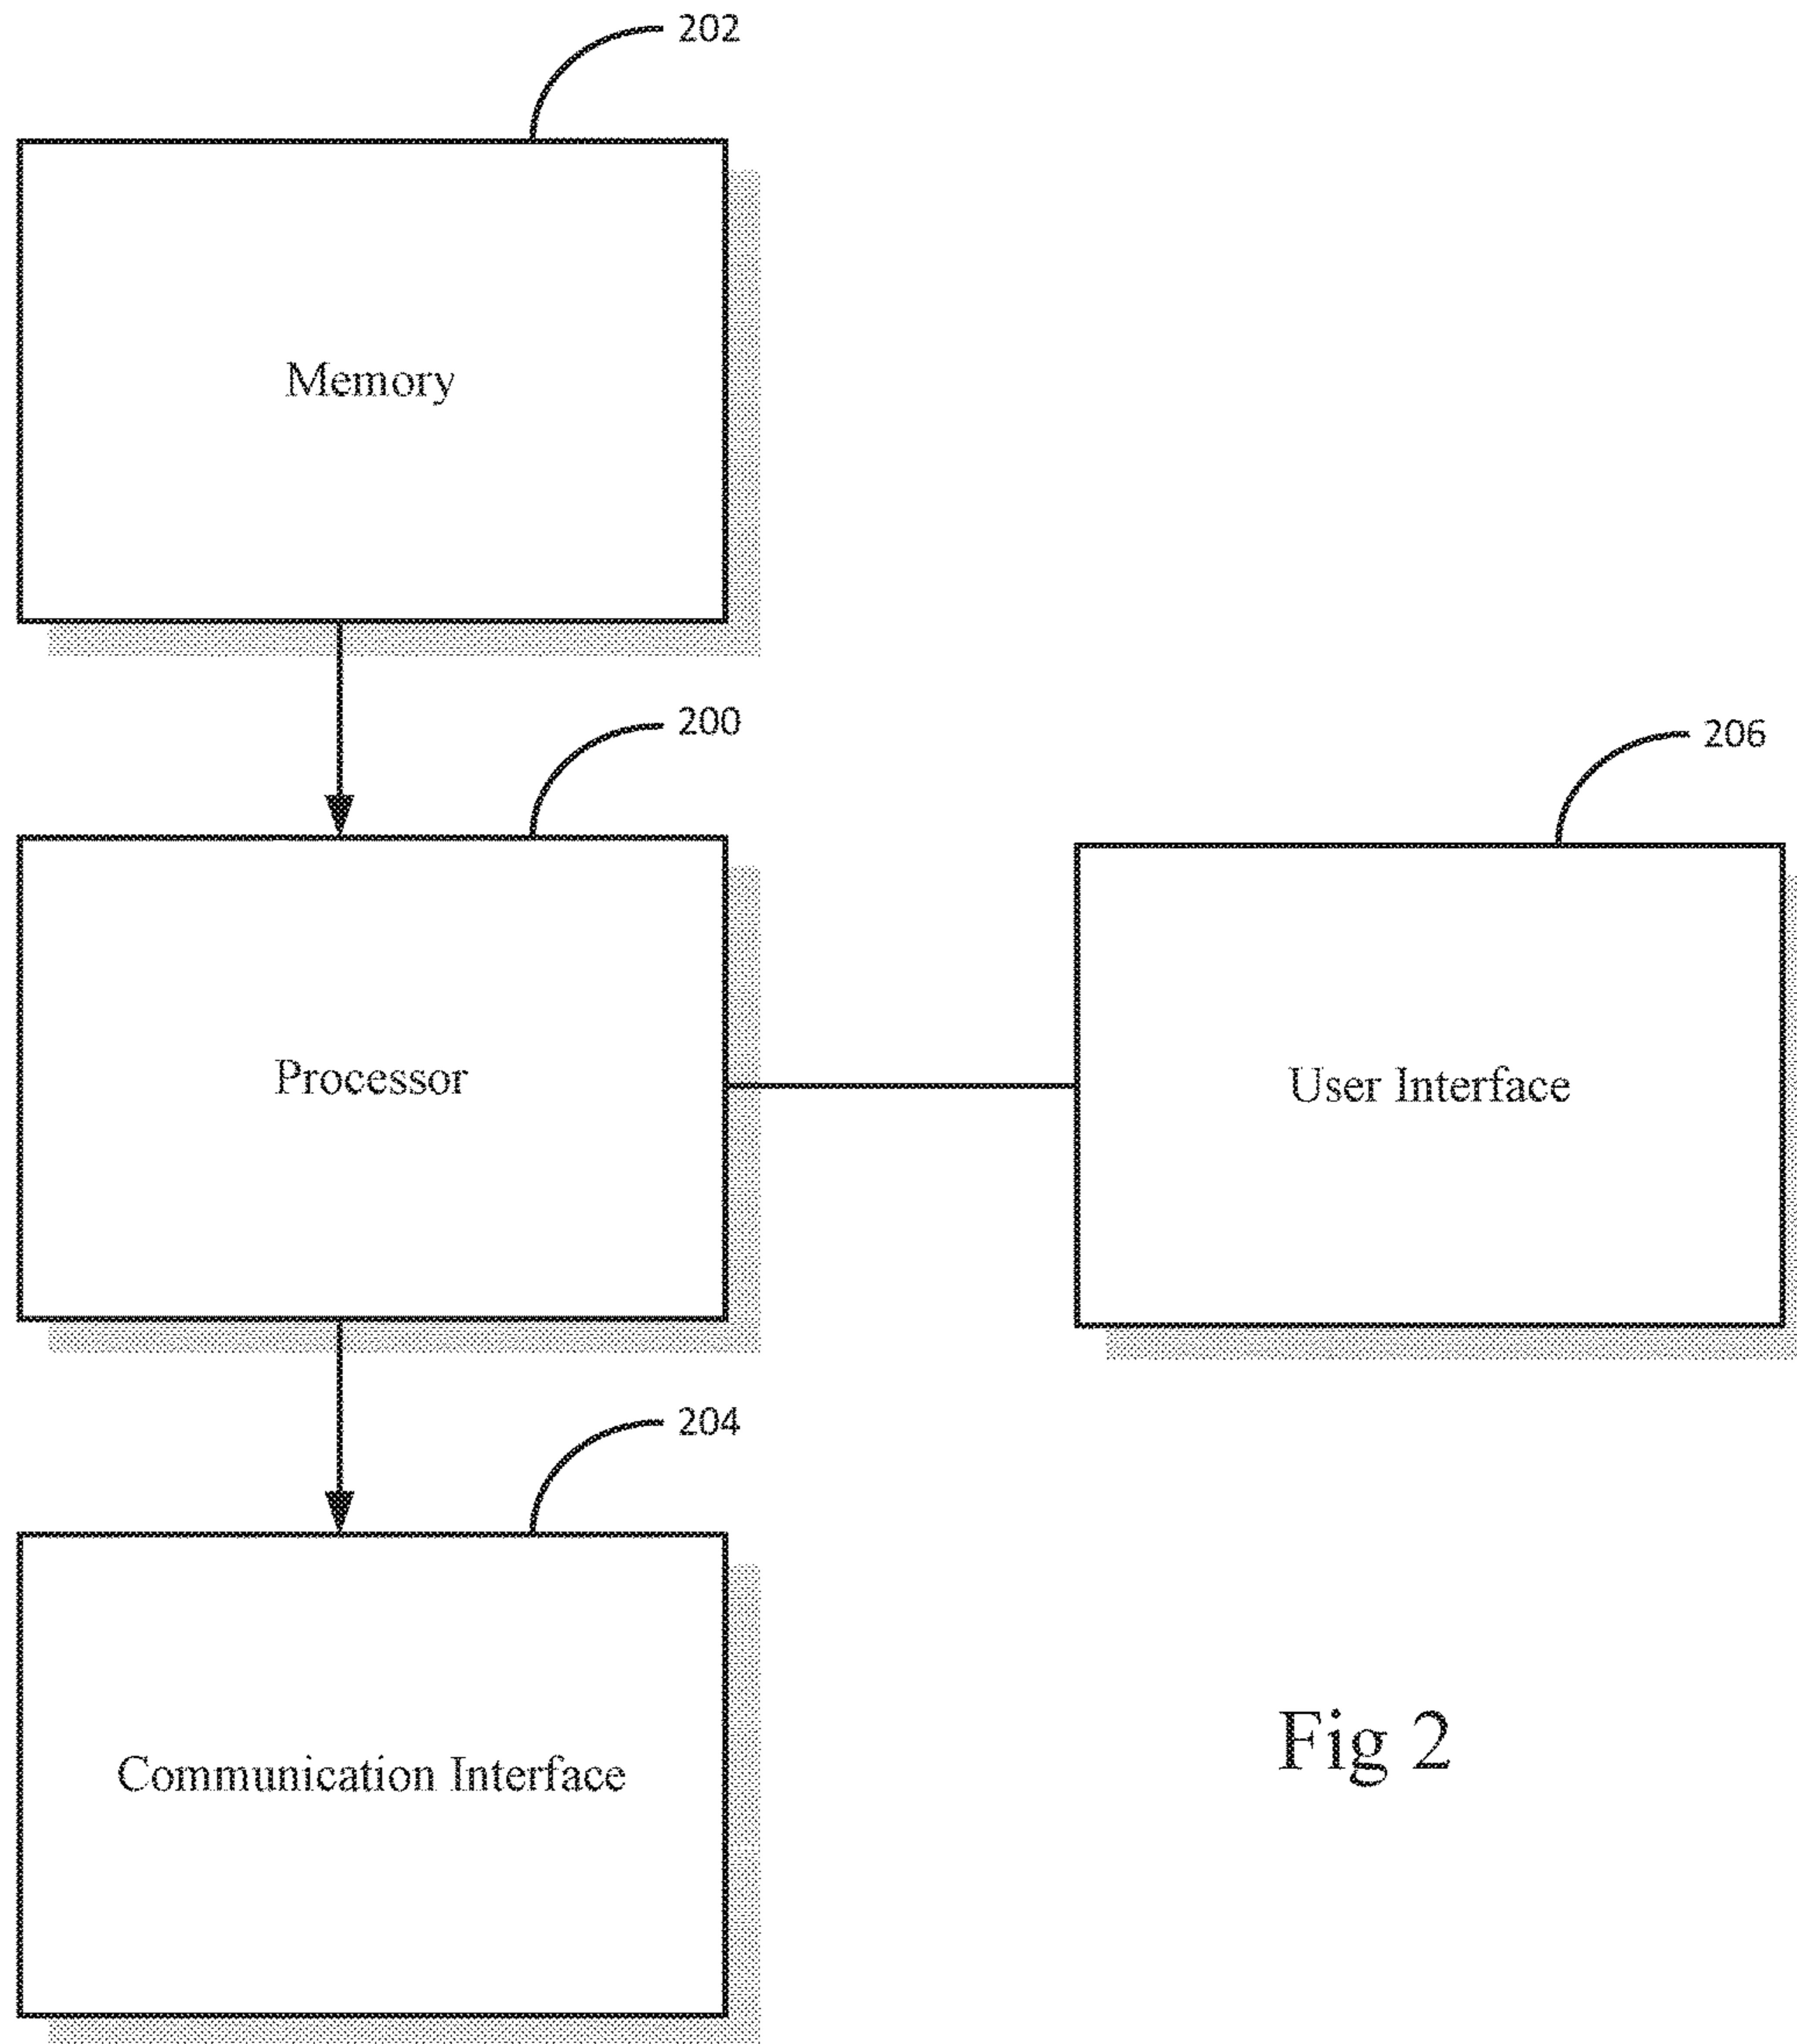 202
Memory
200
206
Processor
User Interface
204
Communication Interface
Fig 2